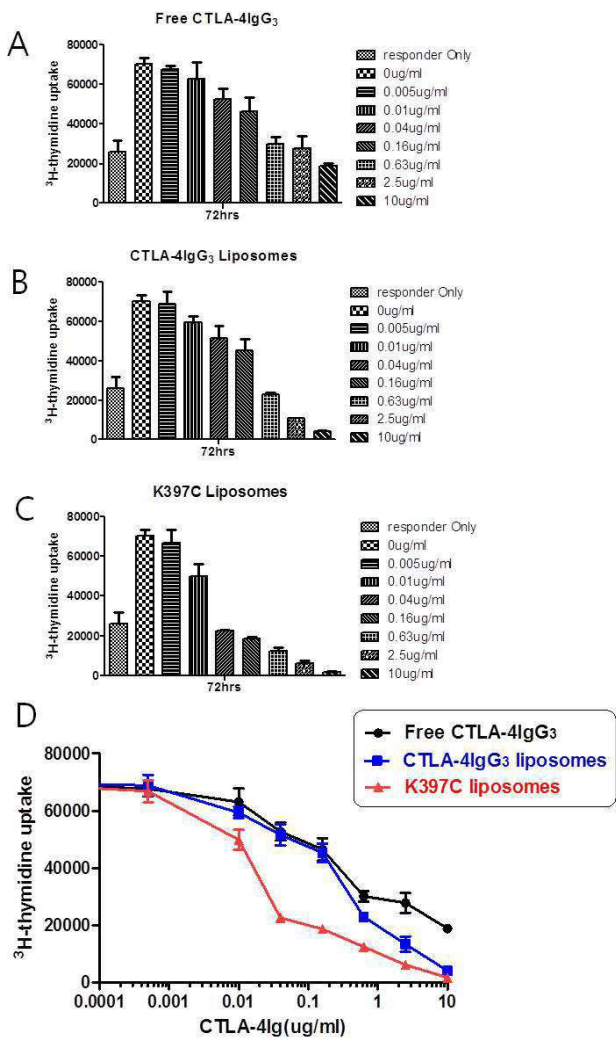 A
Free CTLA-4IgG₃
³H-thymidine uptake
80000
60000
40000
20000
0
72hrs
responder Only
0ug/ml
0.005ug/ml
0.01ug/ml
0.04ug/ml
0.16ug/ml
0.63ug/ml
2.5ug/ml
10ug/ml
B
CTLA-4IgG₃ Liposomes
³H-thymidine uptake
80000
60000
40000
20000
0
72hrs
responder Only
0ug/ml
0.005ug/ml
0.01ug/ml
0.04ug/ml
0.16ug/ml
0.63ug/ml
2.5ug/ml
10ug/ml
C
K397C Liposomes
³H-thymidine uptake
80000
60000
40000
20000
0
72hrs
responder Only
0ug/ml
0.005ug/ml
0.01ug/ml
0.04ug/ml
0.16ug/ml
0.63ug/ml
2.5ug/ml
10ug/ml
D
Free CTLA-4IgG₃
CTLA-4IgG₃ liposomes
K397C liposomes
³H-thymidine uptake
80000
60000
40000
20000
0
0.0001 0.001 0.01 0.1 1 10
CTLA-4Ig(ug/ml)